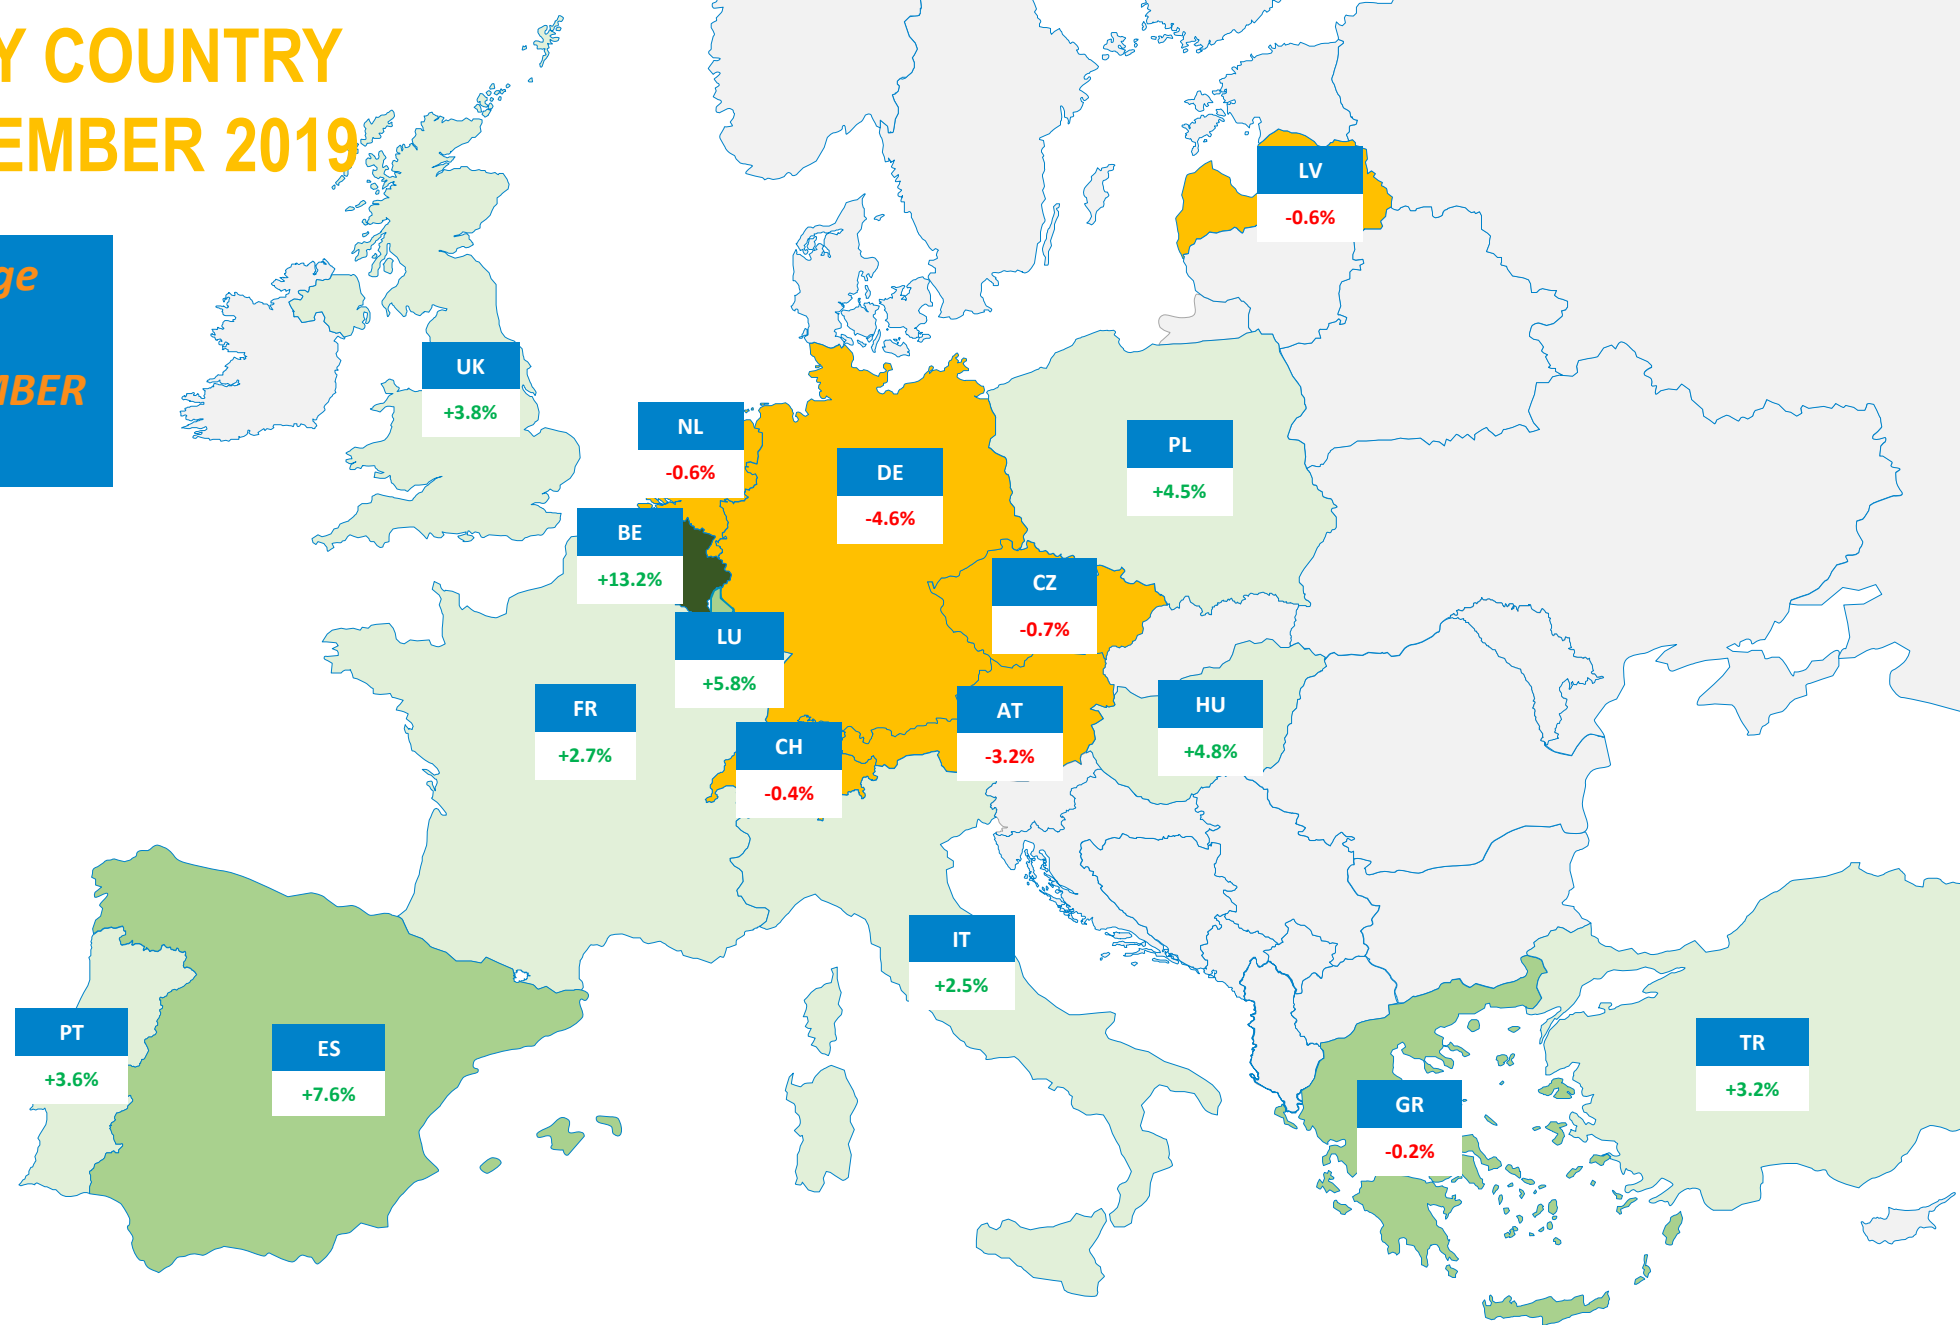 Y COUNTRY
EMBER 2019
ge
MBER
LV
-0.6%
UK
+3.8%
NL
-0.6%
DE
-4.6%
PL
+4.5%
BE
+13.2%
CZ
-0.7%
LU
+5.8%
FR
+2.7%
CH
-0.4%
AT
-3.2%
HU
+4.8%
IT
+2.5%
PT
+3.6%
ES
+7.6%
TR
+3.2%
GR
-0.2%